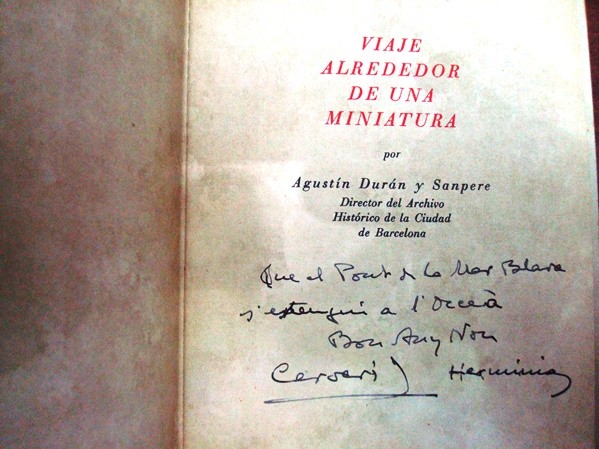 VIAJE
ALREDEDOR
DE UNA
MINIATURA
por
Agustín Durán y Sanpere
Director del Archivo
Histórico de la Ciudad
de Barcelona
Que el Pont de la Mar Blava
s'estengui a l'Oceà
Bon Any Nou
Cerverí Herminia